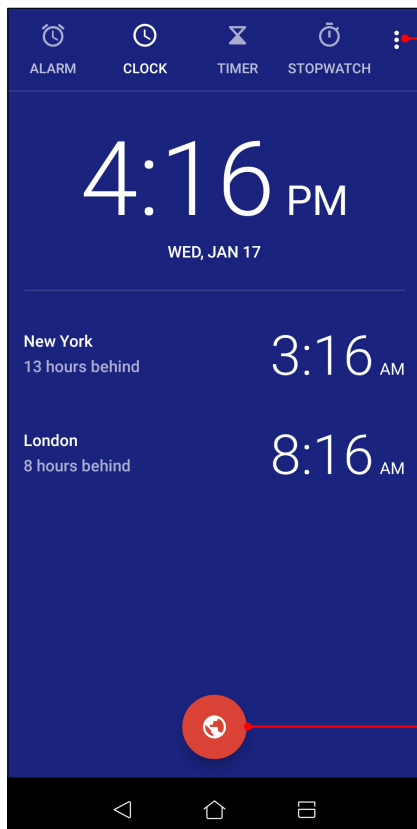 ALARM CLOCK TIMER STOPWATCH
4:16 PM
WED, JAN 17
New York
13 hours behind
3:16 AM
London
8 hours behind
8:16 AM